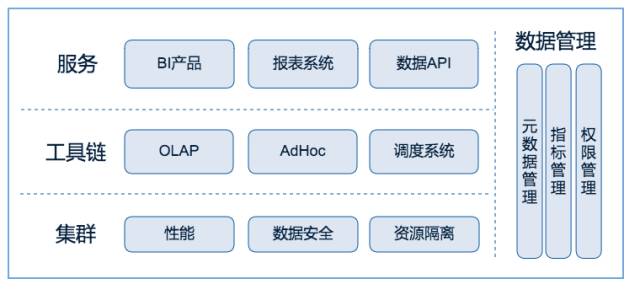 服务
BI产品
报表系统
数据API
工具链
OLAP
AdHoc
调度系统
集群
性能
数据安全
资源隔离
数据管理
元数据管理
指标管理
权限管理